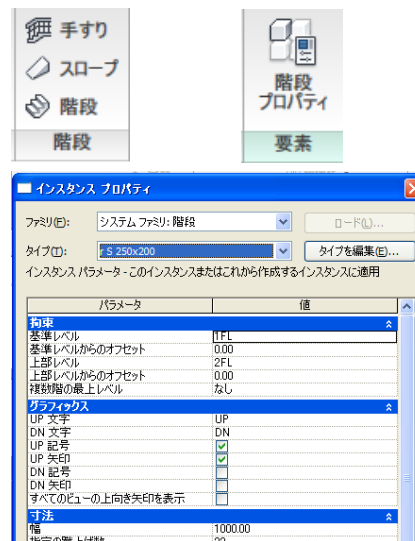 手すり
スロープ
階段
階段
階段
プロパティ
要素
インスタンス プロパティ
ファミリ(F): システム ファミリ: 階段 ロード(L)...
タイプ(T): r S 250x200 タイプを編集(E)...
インスタンス パラメータ - このインスタンスまたはこれから作成するインスタンスに適用
パラメータ 値
拘束
基準レベル 1FL
基準レベルからのオフセット 0.00
上部レベル 2FL
上部レベルからのオフセット 0.00
複数階の最上レベル なし
グラフィックス
UP 文字 UP
DN 文字 DN
UP 記号
UP 矢印
DN 記号
DN 矢印
すべてのビューの上向き矢印を表示
寸法
幅 1000.00